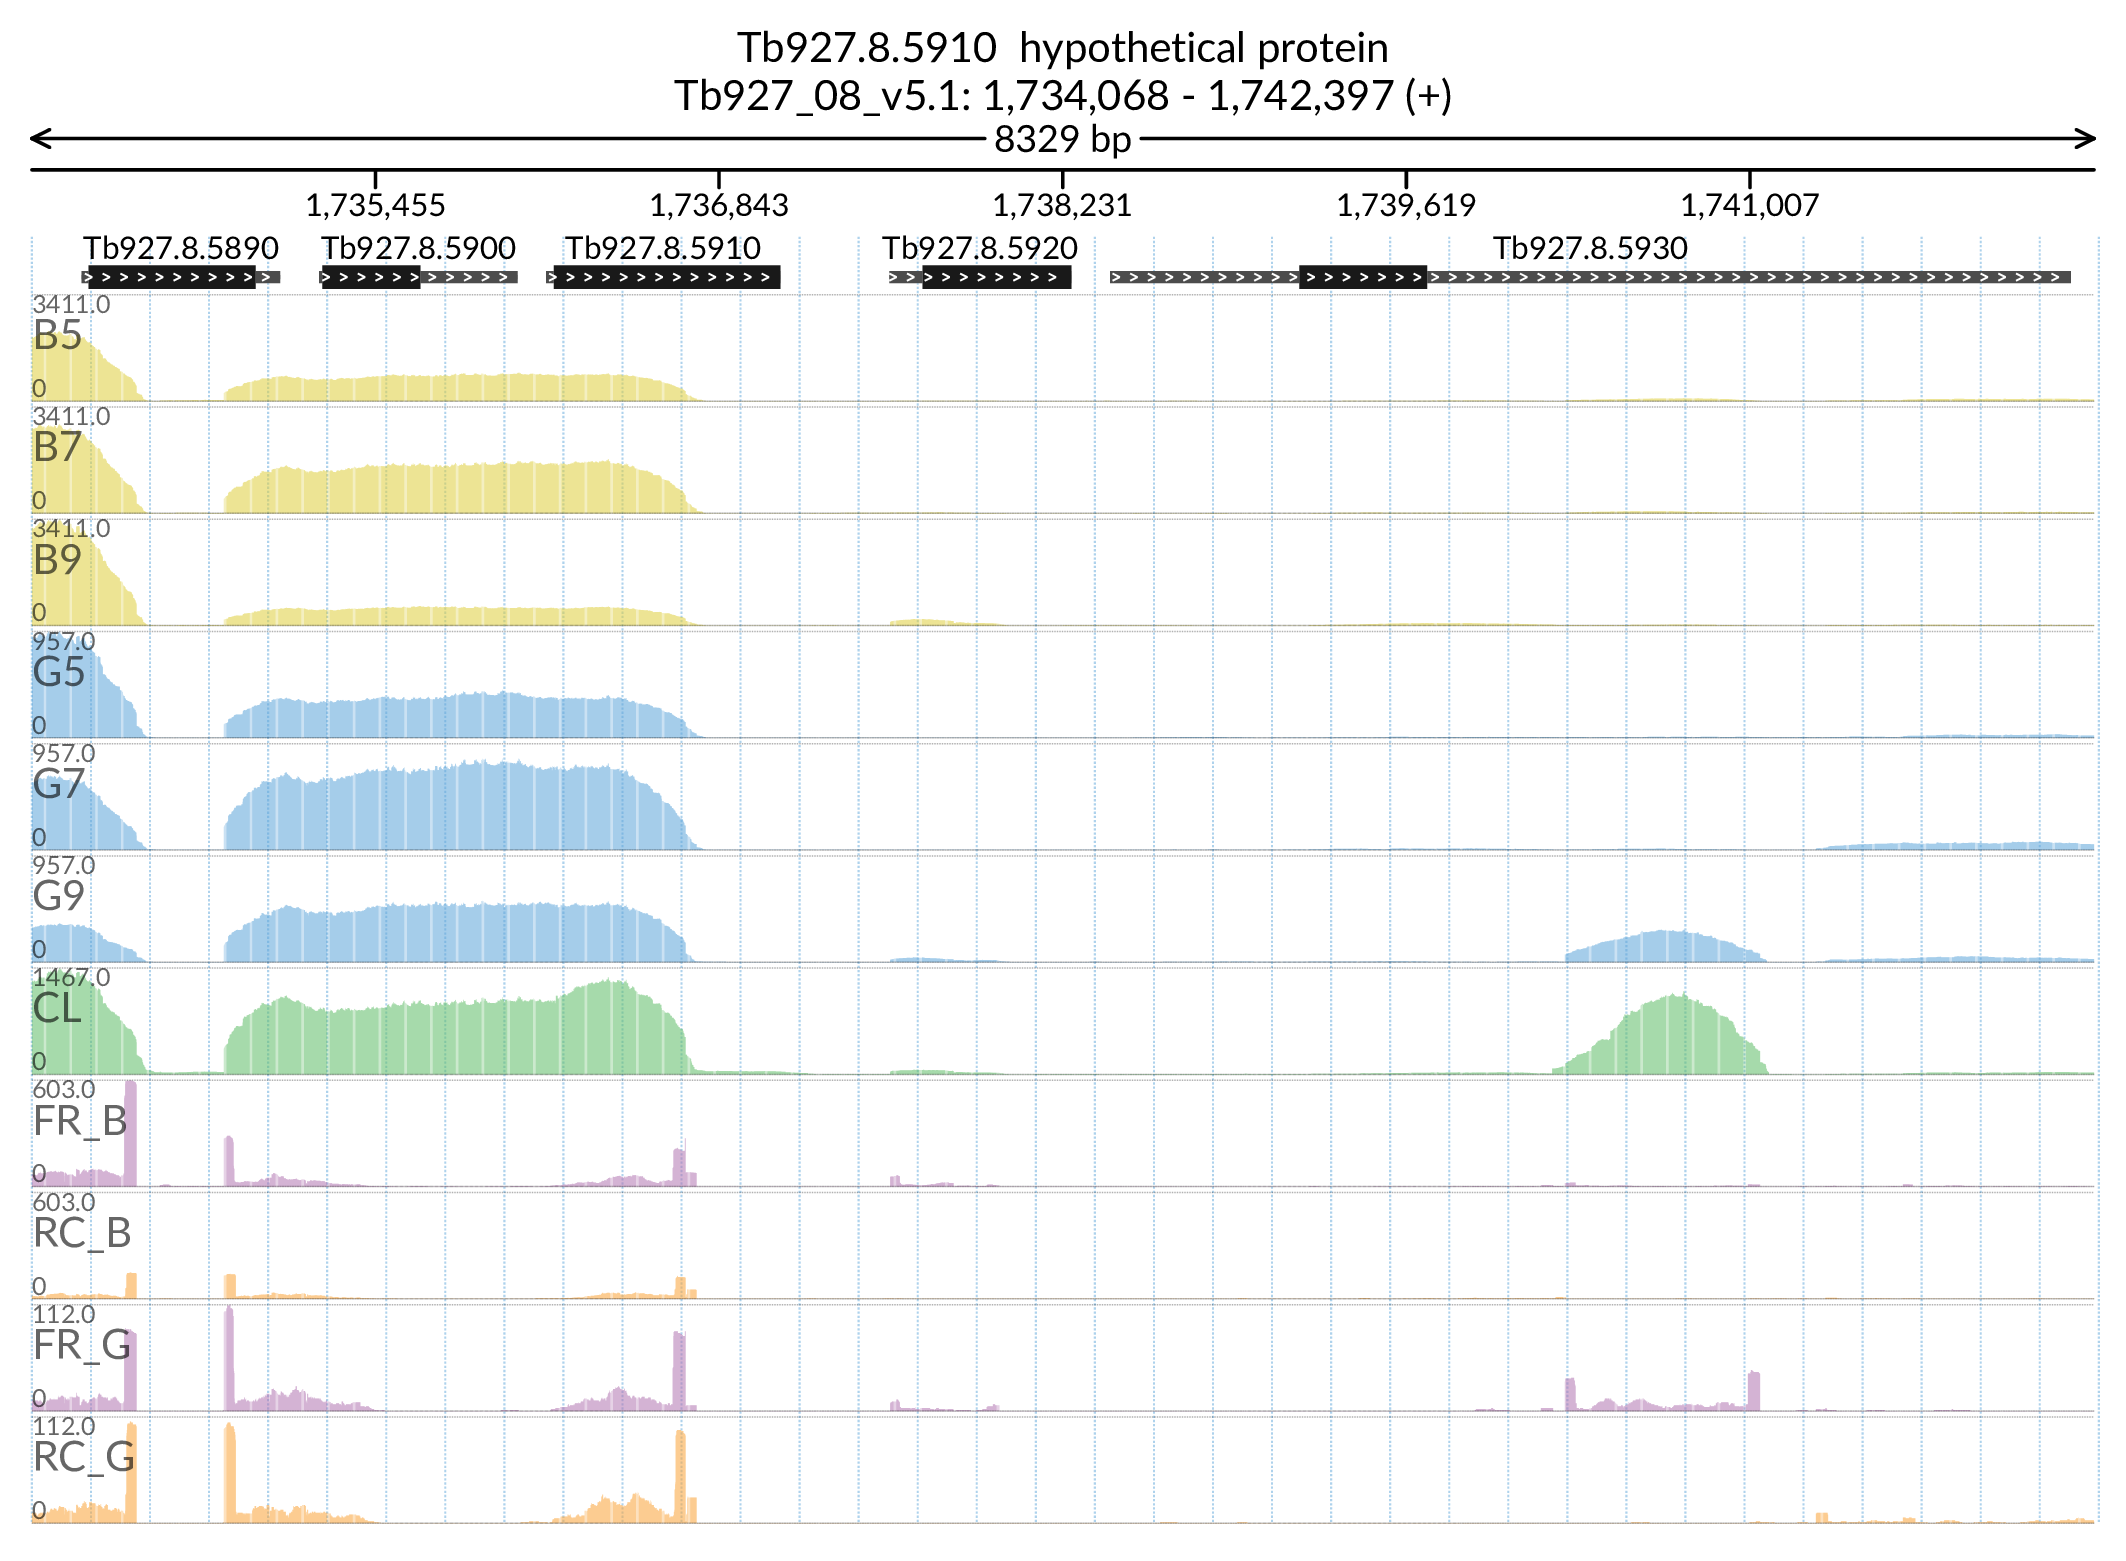 Tb927.8.5910  hypothetical protein
Tb927_08_v5.1: 1,734,068 - 1,742,397 (+)
8329 bp
1,735,455 1,736,843 1,738,231 1,739,619 1,741,007
Tb927.8.5890 Tb927.8.5900 Tb927.8.5910 Tb927.8.5920 Tb927.8.5930
3411.0
B5
0
3411.0
B7
0
3411.0
B9
0
957.0
G5
0
957.0
G7
0
957.0
G9
0
1467.0
CL
0
603.0
FR_B
0
603.0
RC_B
0
112.0
FR_G
0
112.0
RC_G
0